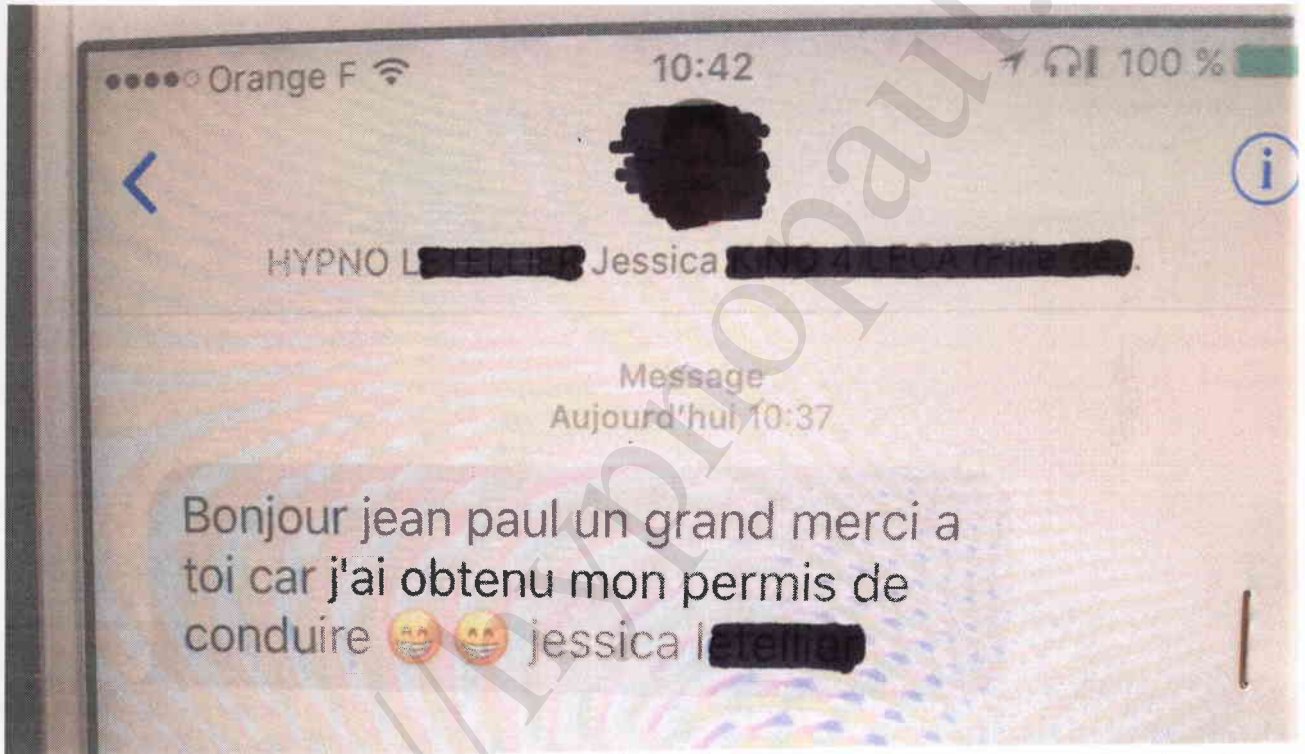 Orange F 10:42 100 %
HYPNO L Jessica
Message
Aujourd'hui 10:37
Bonjour jean paul un grand merci a
toi car j'ai obtenu mon permis de
conduire 😁😁 jessica l